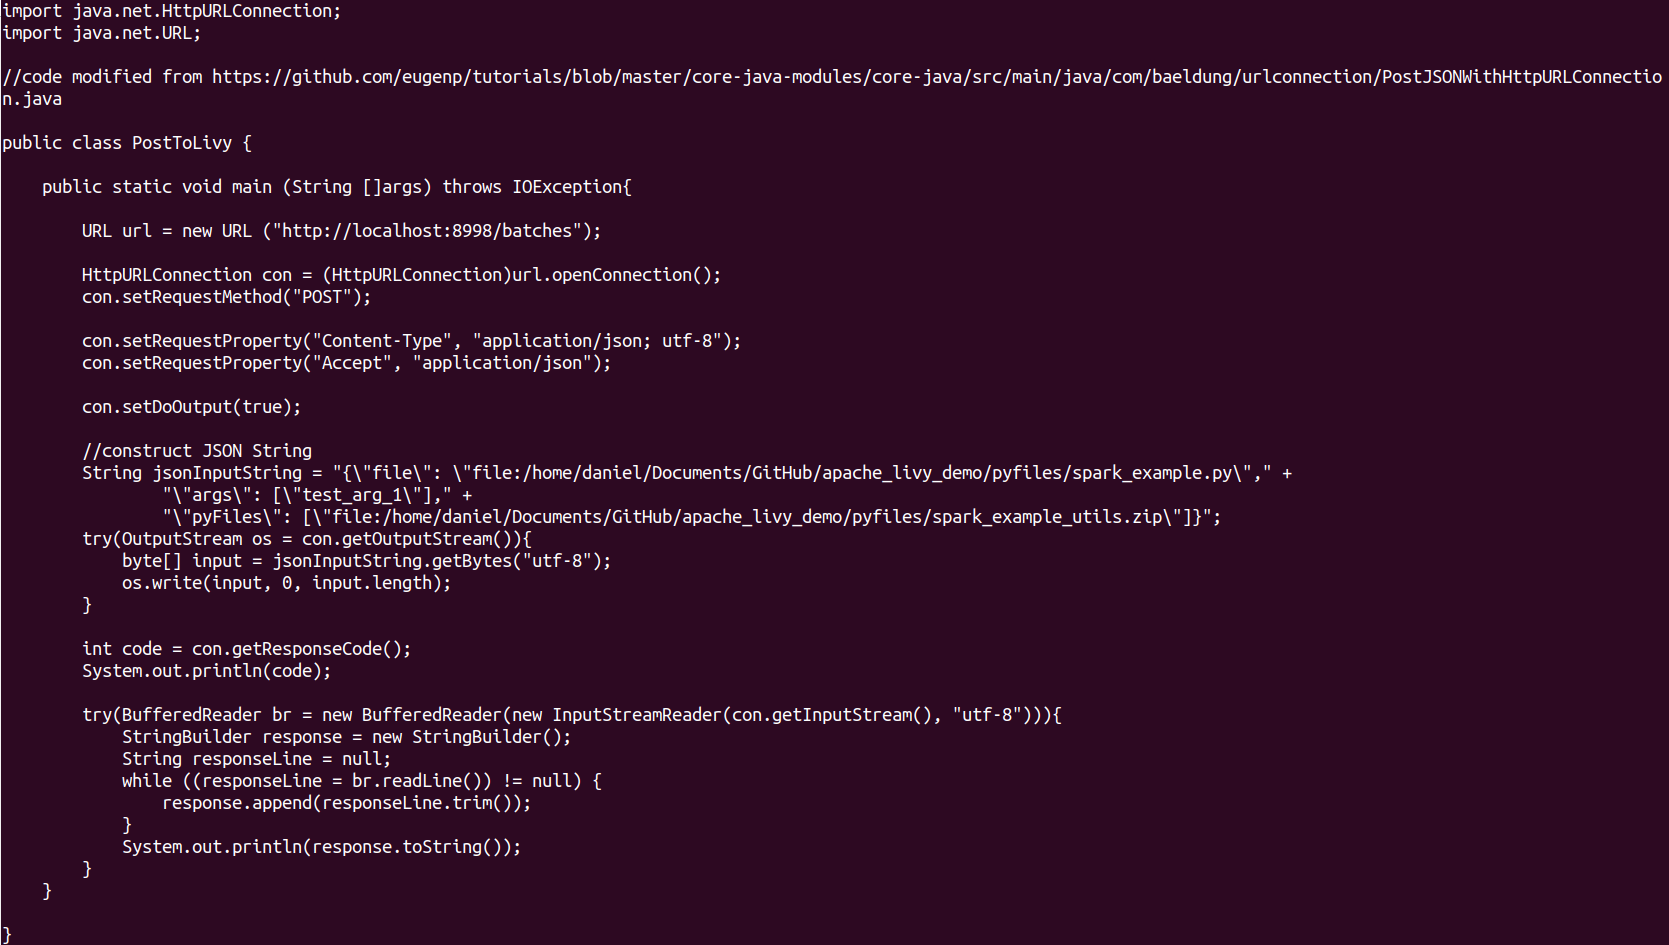 import java.net.HttpURLConnection;
import java.net.URL;

//code modified from https://github.com/eugenp/tutorials/blob/master/core-java-modules/core-java/src/main/java/com/baeldung/urlconnection/PostJSONWithHttpURLConnectio
n.java

public class PostToLivy {

    public static void main (String []args) throws IOException{

        URL url = new URL ("http://localhost:8998/batches");

        HttpURLConnection con = (HttpURLConnection)url.openConnection();
        con.setRequestMethod("POST");

        con.setRequestProperty("Content-Type", "application/json; utf-8");
        con.setRequestProperty("Accept", "application/json");

        con.setDoOutput(true);

        //construct JSON String
        String jsonInputString = "{\"file\": \"file:/home/daniel/Documents/GitHub/apache_livy_demo/pyfiles/spark_example.py\"," +
                "\"args\": [\"test_arg_1\"]," +
                "\"pyFiles\": [\"file:/home/daniel/Documents/GitHub/apache_livy_demo/pyfiles/spark_example_utils.zip\"]}";
        try(OutputStream os = con.getOutputStream()){
            byte[] input = jsonInputString.getBytes("utf-8");
            os.write(input, 0, input.length);
        }

        int code = con.getResponseCode();
        System.out.println(code);

        try(BufferedReader br = new BufferedReader(new InputStreamReader(con.getInputStream(), "utf-8"))){
            StringBuilder response = new StringBuilder();
            String responseLine = null;
            while ((responseLine = br.readLine()) != null) {
                response.append(responseLine.trim());
            }
            System.out.println(response.toString());
        }
    }

}